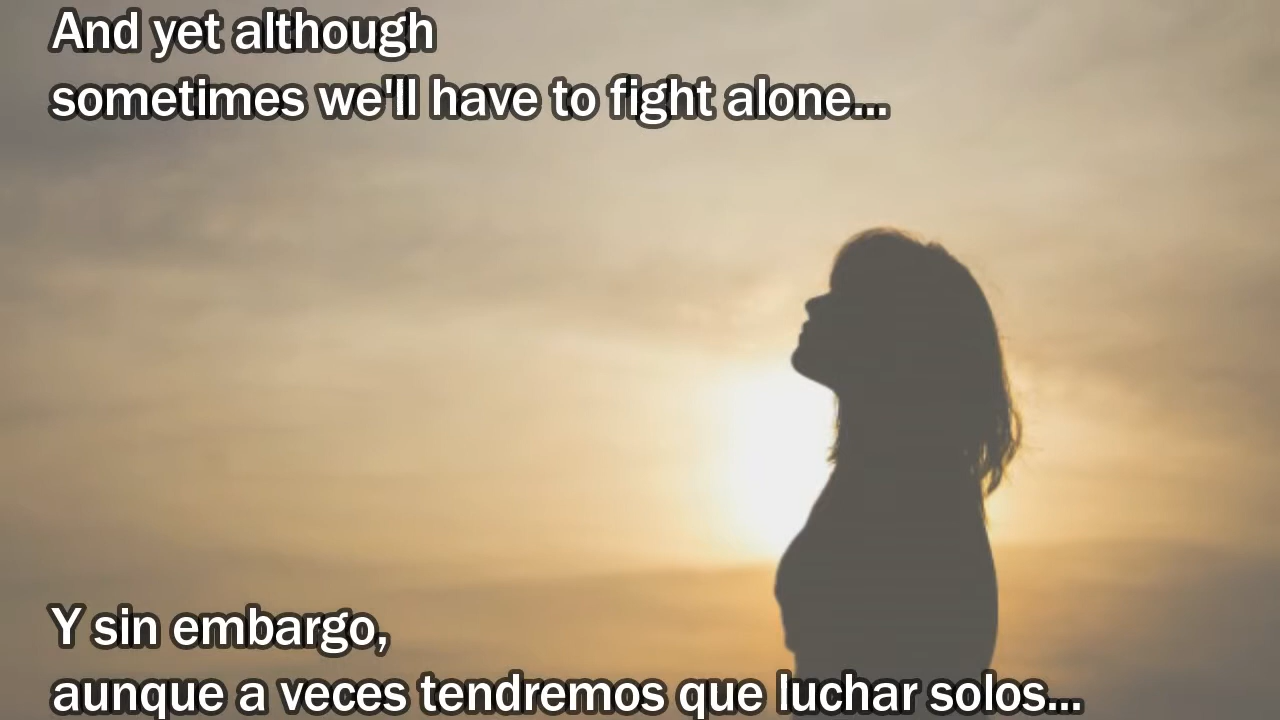 And yet although
sometimes we'll have to fight alone...
Y sin embargo,
aunque a veces tendremos que luchar solos...